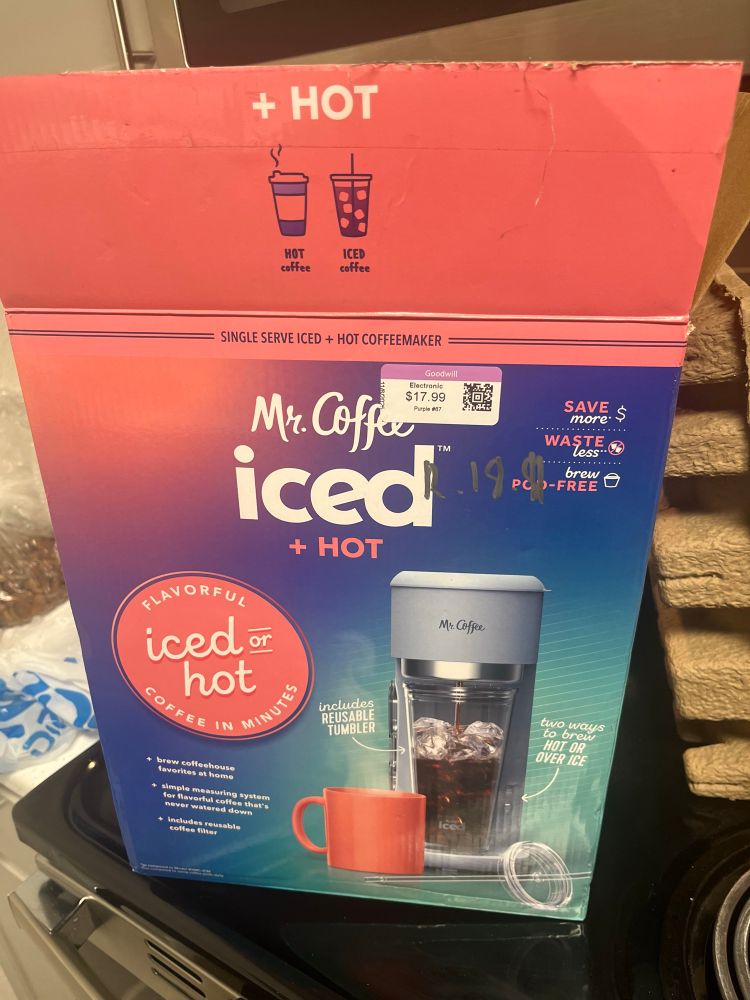 + HOT
HOT
coffee
ICED
coffee
SINGLE SERVE ICED + HOT COFFEEMAKER
Goodwill
Electronic
$17.99
Purple #67
Mr. Coffee
iced™
+ HOT
SAVE
more $
WASTE
less
brew
POD-FREE
FLAVORFUL
iced or
hot
COFFEE IN MINUTES
includes
REUSABLE
TUMBLER
Mr. Coffee
two ways
to brew
HOT OR
OVER ICE
iced
+ brew coffeehouse
favorites at home
+ simple measuring system
for flavorful coffee that's
never watered down
+ includes reusable
coffee filter